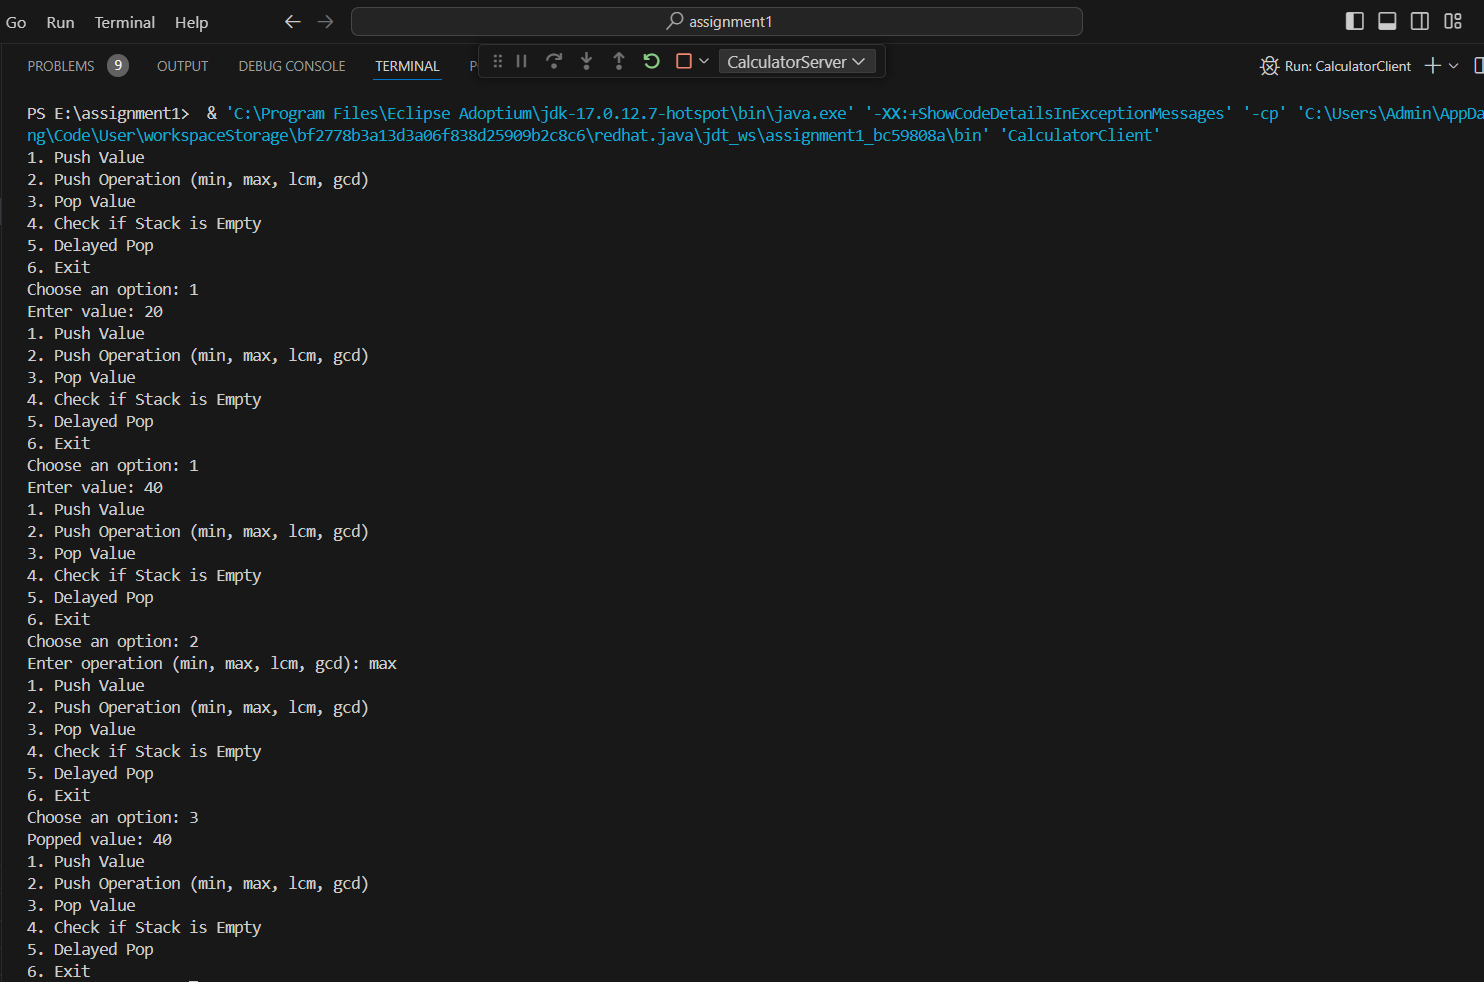 Go Run Terminal Help assignment1
PROBLEMS 9 OUTPUT DEBUG CONSOLE TERMINAL P CalculatorServer Run: CalculatorClient
PS E:\assignment1>  & 'C:\Program Files\Eclipse Adoptium\jdk-17.0.12.7-hotspot\bin\java.exe' '-XX:+ShowCodeDetailsInExceptionMessages' '-cp' 'C:\Users\Admin\AppDa
ng\Code\User\workspaceStorage\bf2778b3a13d3a06f838d25909b2c8c6\redhat.java\jdt_ws\assignment1_bc59808a\bin' 'CalculatorClient'
1. Push Value
2. Push Operation (min, max, lcm, gcd)
3. Pop Value
4. Check if Stack is Empty
5. Delayed Pop
6. Exit
Choose an option: 1
Enter value: 20
1. Push Value
2. Push Operation (min, max, lcm, gcd)
3. Pop Value
4. Check if Stack is Empty
5. Delayed Pop
6. Exit
Choose an option: 1
Enter value: 40
1. Push Value
2. Push Operation (min, max, lcm, gcd)
3. Pop Value
4. Check if Stack is Empty
5. Delayed Pop
6. Exit
Choose an option: 2
Enter operation (min, max, lcm, gcd): max
1. Push Value
2. Push Operation (min, max, lcm, gcd)
3. Pop Value
4. Check if Stack is Empty
5. Delayed Pop
6. Exit
Choose an option: 3
Popped value: 40
1. Push Value
2. Push Operation (min, max, lcm, gcd)
3. Pop Value
4. Check if Stack is Empty
5. Delayed Pop
6. Exit